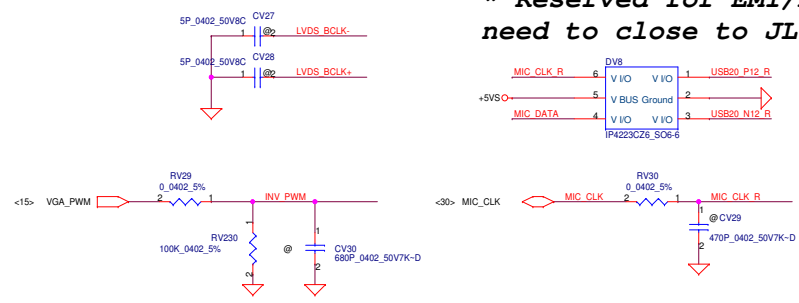 * Reserved for EMI/
need to close to JL
5P_0402_50V8C CV27
1 @2 LVDS_BCLK-
5P_0402_50V8C CV28
1 @2 LVDS_BCLK+
DV8
MIC_CLK_R 6 V I/O V I/O 1 USB20_P12_R
+5VS 5 V BUS Ground 2
MIC_DATA 4 V I/O V I/O 3 USB20_N12_R
IP4223CZ6_SO6-6
RV29
0_0402_5%
<15> VGA_PWM 2 1 INV_PWM
1
RV230
100K_0402_5%
2
1
@ CV30
680P_0402_50V7K~D
2
RV30
0_0402_5%
<30> MIC_CLK MIC_CLK 2 1 MIC_CLK_R
1
@ CV29
470P_0402_50V7K~D
2